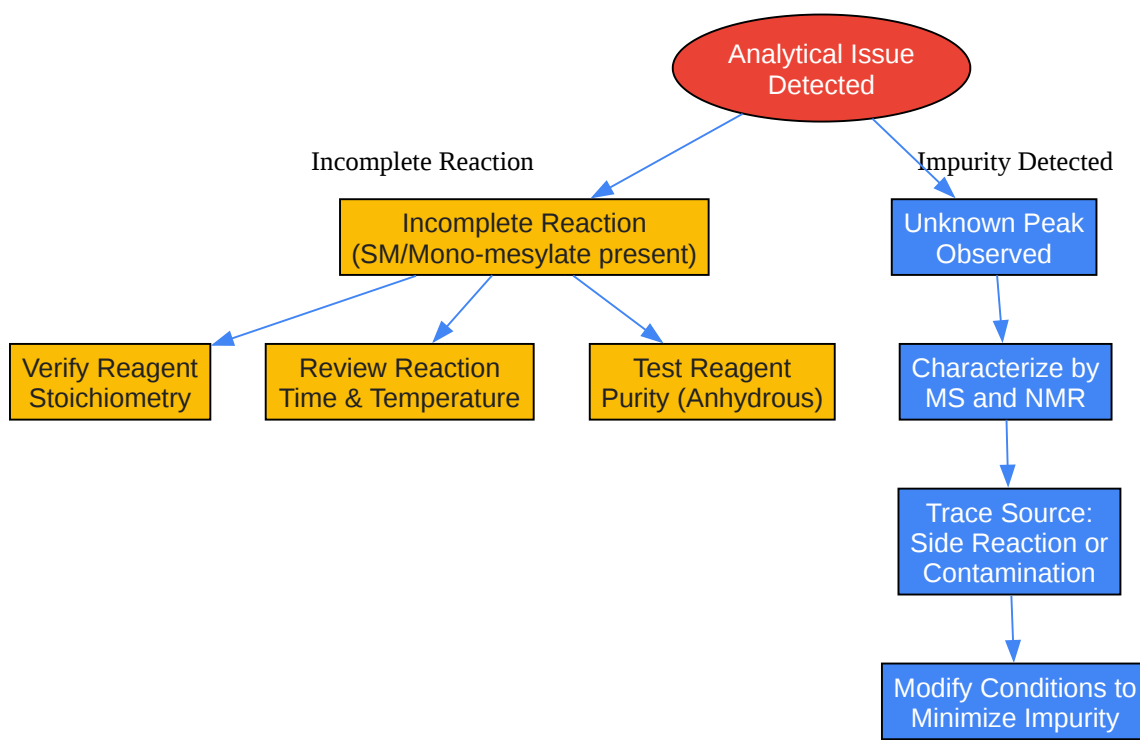 Analytical Issue
Detected
Incomplete Reaction
Impurity Detected
Incomplete Reaction
(SM/Mono-mesylate present)
Unknown Peak
Observed
Verify Reagent
Stoichiometry
Review Reaction
Time & Temperature
Test Reagent
Purity (Anhydrous)
Characterize by
MS and NMR
Trace Source:
Side Reaction or
Contamination
Modify Conditions to
Minimize Impurity